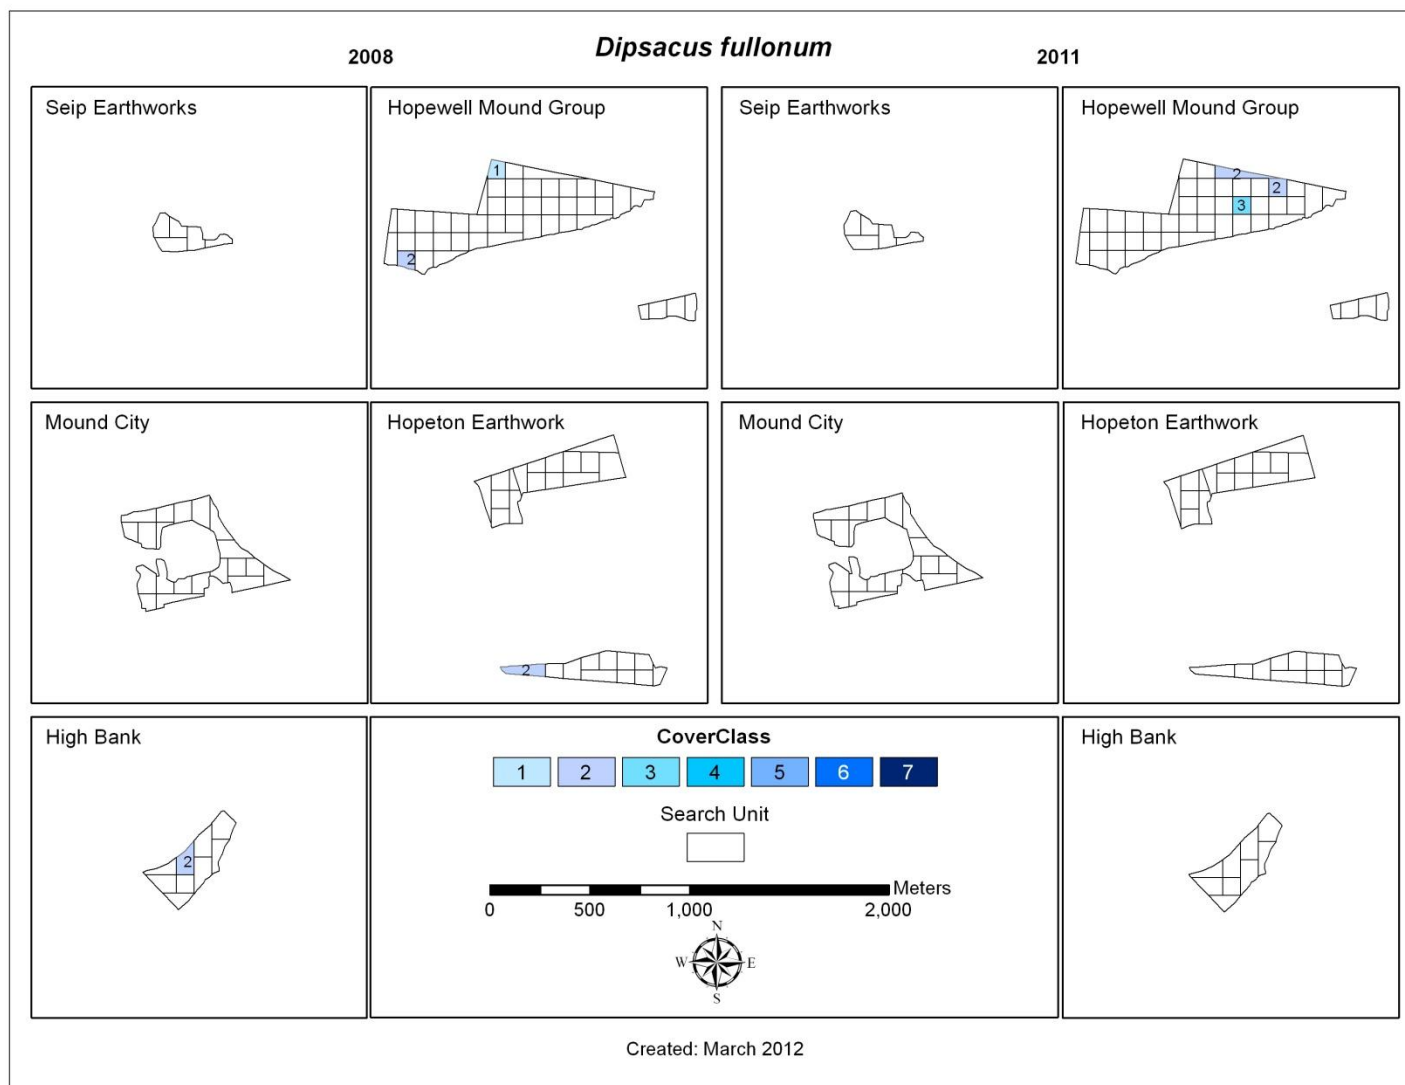 Dipsacus fullonum
2008
2011
Seip Earthworks
Hopewell Mound Group
Seip Earthworks
Hopewell Mound Group
1
2
2
2
3
Mound City
Hopeton Earthwork
Mound City
Hopeton Earthwork
2
High Bank
CoverClass
High Bank
1 2 3 4 5 6 7
Search Unit
2
Meters
0 500 1,000 2,000
N
W E
S
Created: March 2012